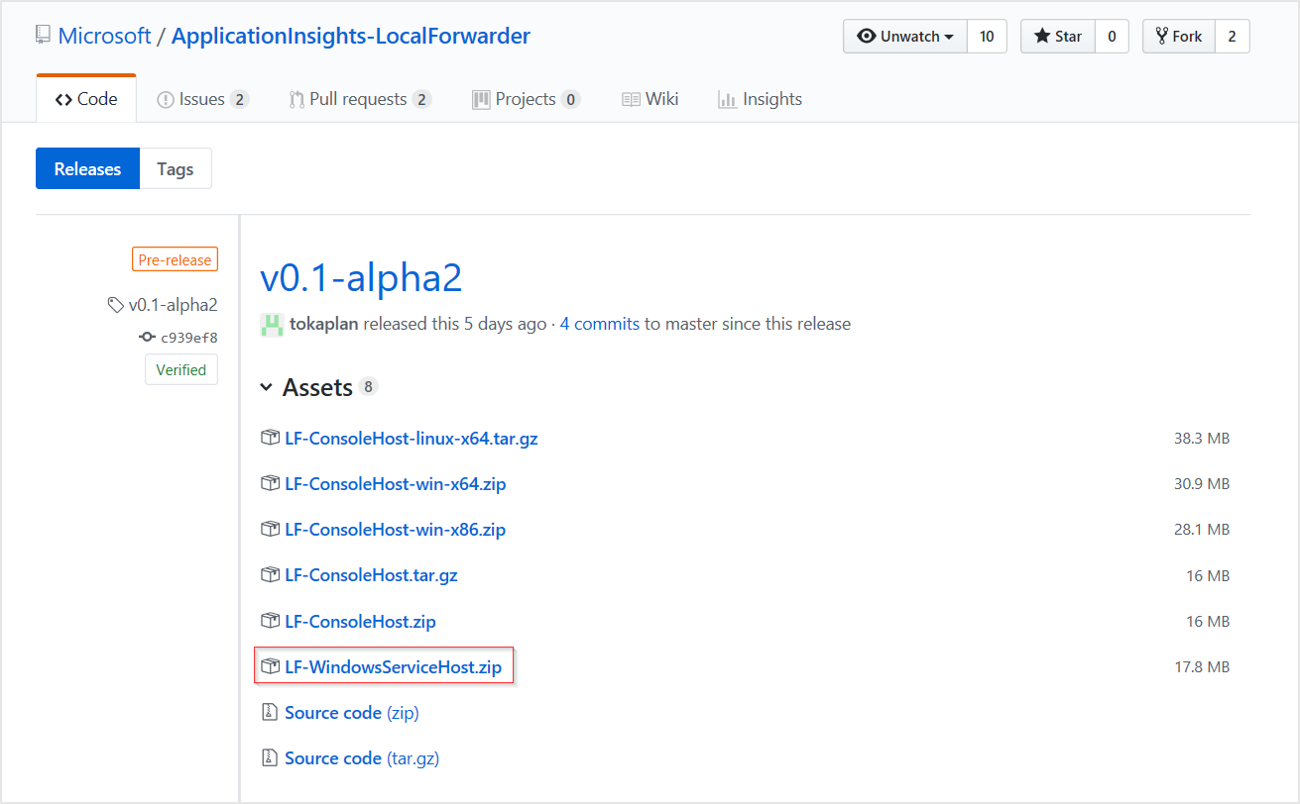 Microsoft / ApplicationInsights-LocalForwarder Unwatch 10 Star 0 Fork 2
Code Issues 2 Pull requests 2 Projects 0 Wiki Insights
Releases Tags
Pre-release
v0.1-alpha2
c939ef8
Verified
v0.1-alpha2
tokaplan released this 5 days ago · 4 commits to master since this release
Assets 8
LF-ConsoleHost-linux-x64.tar.gz 38.3 MB
LF-ConsoleHost-win-x64.zip 30.9 MB
LF-ConsoleHost-win-x86.zip 28.1 MB
LF-ConsoleHost.tar.gz 16 MB
LF-ConsoleHost.zip 16 MB
LF-WindowsServiceHost.zip 17.8 MB
Source code (zip)
Source code (tar.gz)